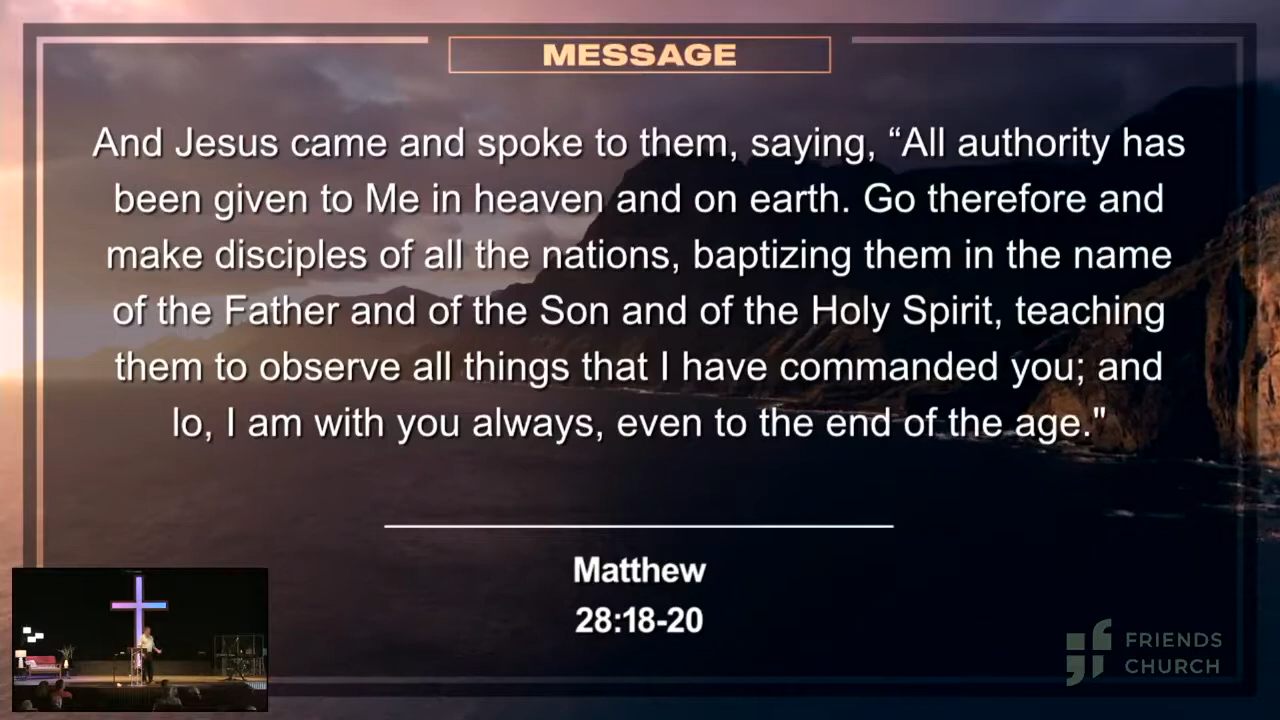 MESSAGE
And Jesus came and spoke to them, saying, “All authority has
been given to Me in heaven and on earth. Go therefore and
make disciples of all the nations, baptizing them in the name
of the Father and of the Son and of the Holy Spirit, teaching
them to observe all things that I have commanded you; and
lo, I am with you always, even to the end of the age."
Matthew
28:18-20
FRIENDS
CHURCH